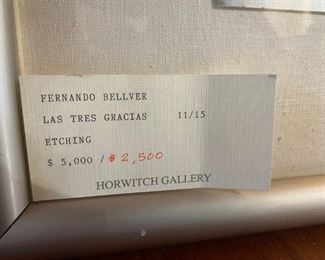 FERNANDO BELLVER
LAS TRES GRACIAS 11/15
ETCHING
$ 5,000 / $ 2,500
HORWITCH GALLERY